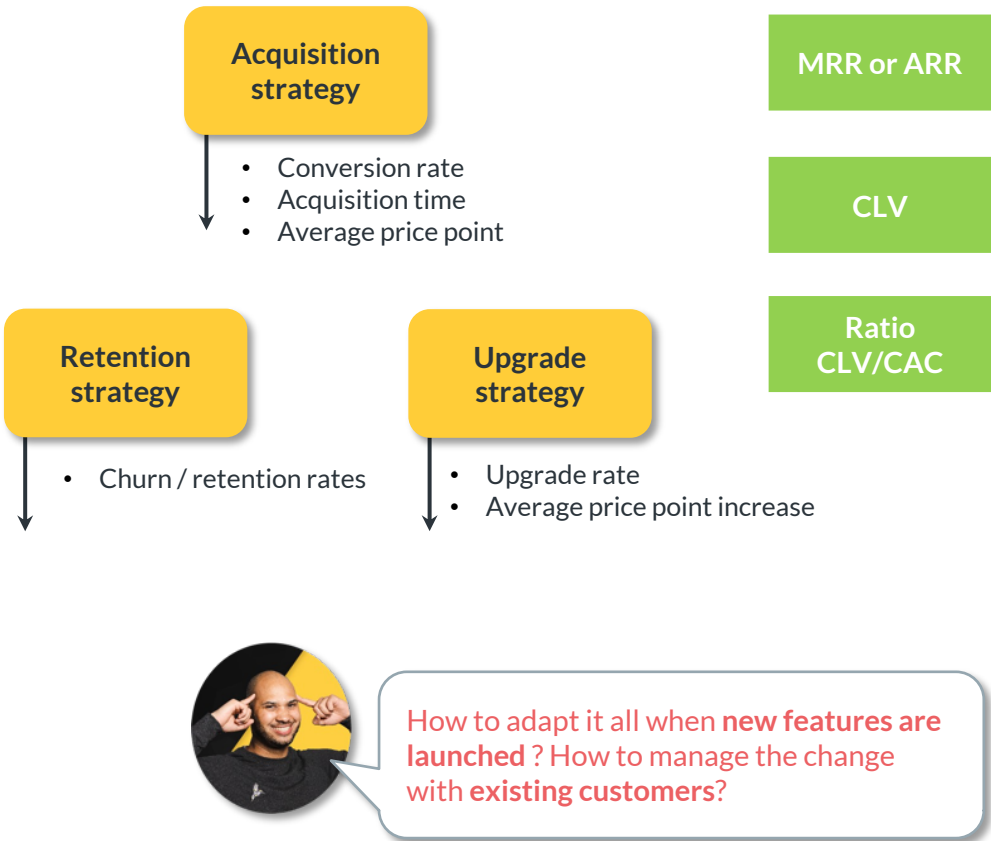 Acquisition
strategy
• Conversion rate
• Acquisition time
• Average price point
MRR or ARR
CLV
Ratio
CLV/CAC
Retention
strategy
• Churn / retention rates
Upgrade
strategy
• Upgrade rate
• Average price point increase
How to adapt it all when new features are
launched ? How to manage the change
with existing customers?